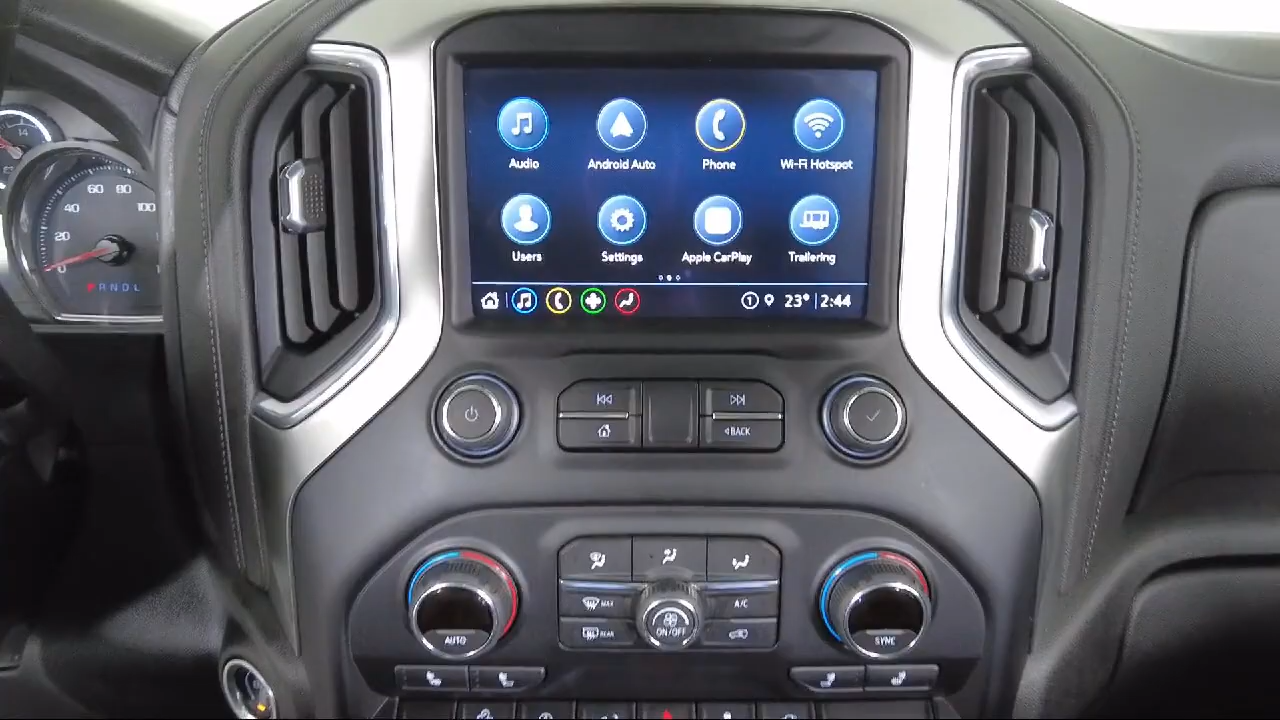 14
60 80
40 100
20
0
P R N D L
Audio Android Auto Phone Wi-Fi Hotspot
Users Settings Apple CarPlay Trailering
1 23° 2:44
BACK
MAX A/C
REAR ON/OFF
AUTO SYNC